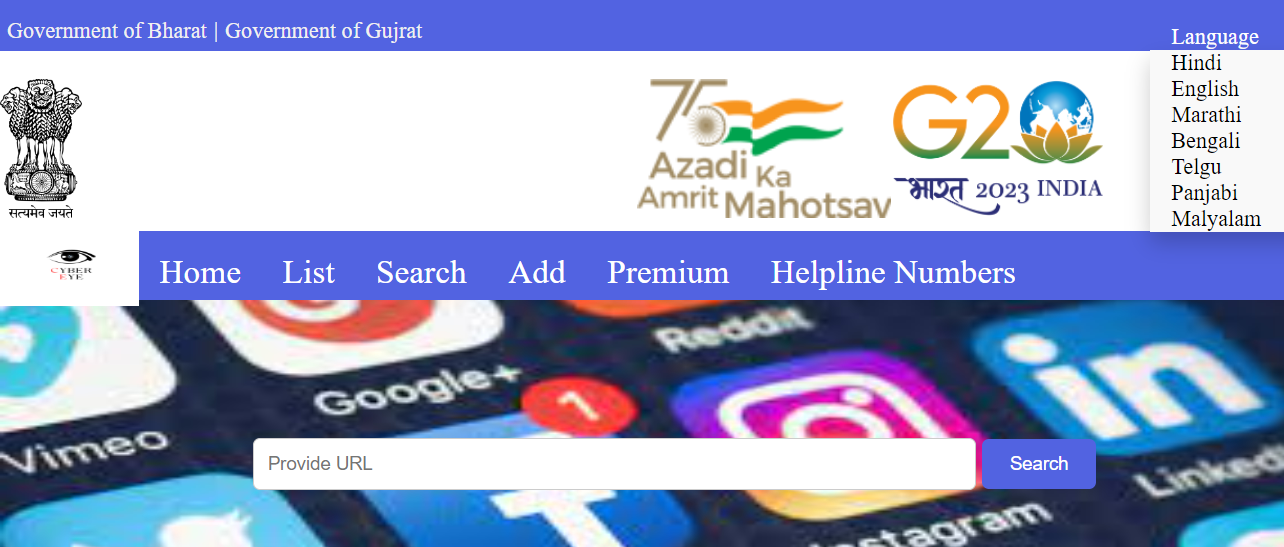 Government of Bharat | Government of Gujrat
Language
Hindi
English
Marathi
Bengali
Telgu
Panjabi
Malyalam
सत्यमेव जयते
75
Azadi Ka
Amrit Mahotsav
G20
भारत 2023 INDIA
CYBER
EYE
Home List Search Add Premium Helpline Numbers
Reddit
Google+
1
in
Vimeo
Provide URL
Search
Linked
Instagram